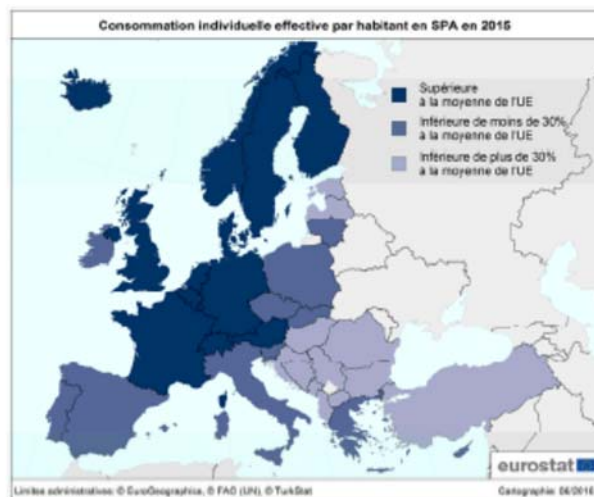 Consommation individuelle effective par habitant en SPA en 2015
Supérieure
à la moyenne de l'UE
Inférieure de moins de 30%
à la moyenne de l'UE
Inférieure de plus de 30%
à la moyenne de l'UE
eurostat
Limites administratives: © EuroGeographics, © FAO (UN), © TurkStat
Cartographie: 06/2016